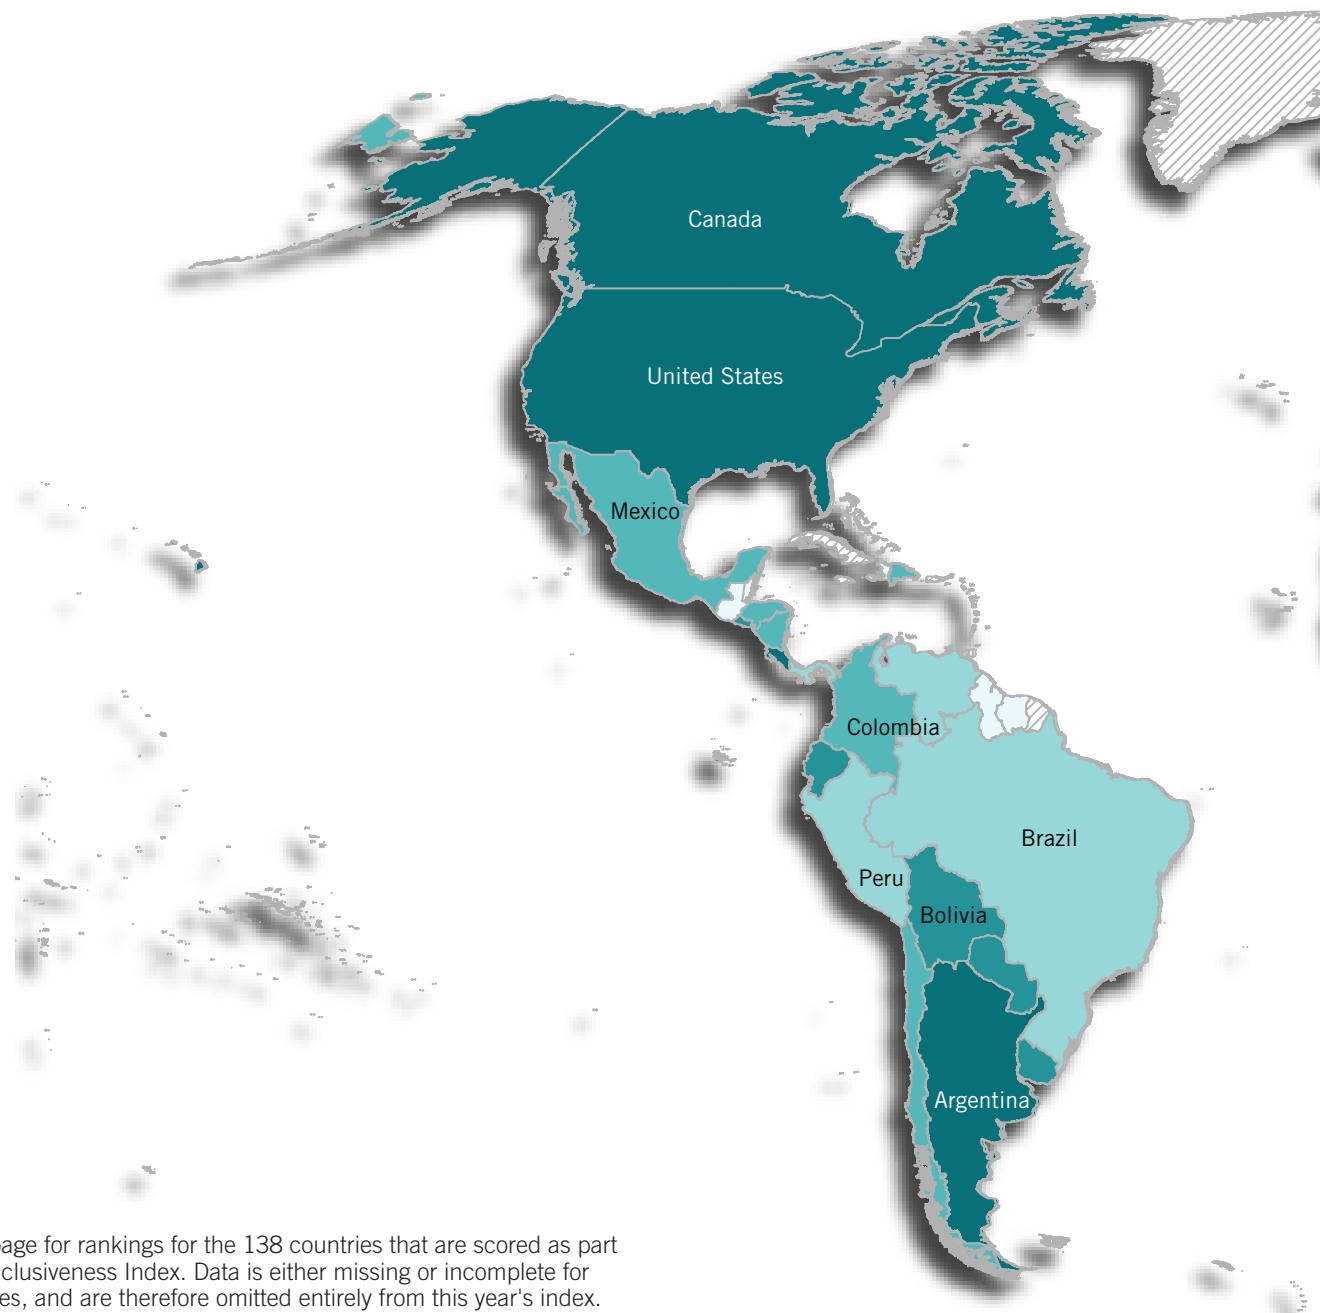 Canada
United States
Mexico
Colombia
Brazil
Peru
Bolivia
Argentina
page for rankings for the 138 countries that are scored as part
clusiveness Index. Data is either missing or incomplete for
es, and are therefore omitted entirely from this year's index.